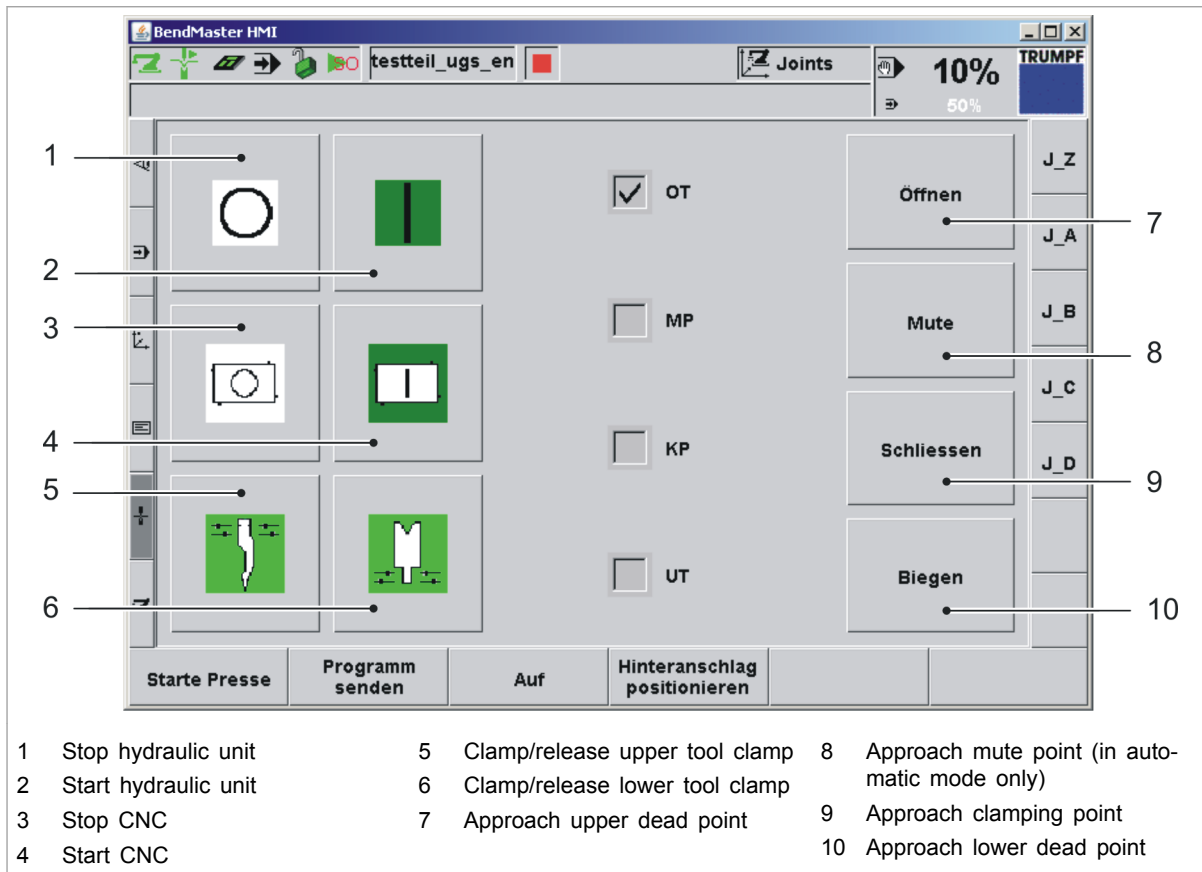 BendMaster HMI
SO
testteil_ugs_en
Joints
10%
50%
TRUMPF
1
2
3
4
5
6
OT
MP
KP
UT
Öffnen
Mute
Schliessen
Biegen
J_Z
J_A
J_B
J_C
J_D
7
8
9
10
Starte Presse
Programm
senden
Auf
Hinteranschlag
positionieren
1 Stop hydraulic unit
2 Start hydraulic unit
3 Stop CNC
4 Start CNC
5 Clamp/release upper tool clamp
6 Clamp/release lower tool clamp
7 Approach upper dead point
8 Approach mute point (in auto-
matic mode only)
9 Approach clamping point
10 Approach lower dead point